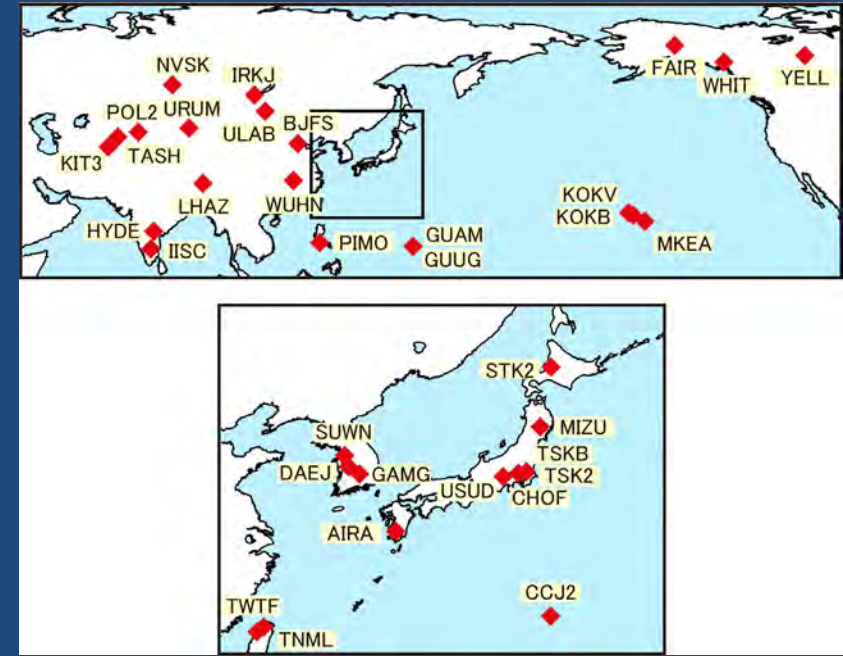 NVSK
IRKJ
FAIR
WHIT
YELL
POL2
URUM
ULAB
BJFS
KIT3
TASH
LHAZ
WUHN
KOKV
KOKB
MKEA
HYDE
IISC
PIMO
GUAM
GUUG
STK2
MIZU
SUWN
TSKB
DAEJ
GAMG
TSK2
USUD
CHOF
AIRA
CCJ2
TWTF
TNML